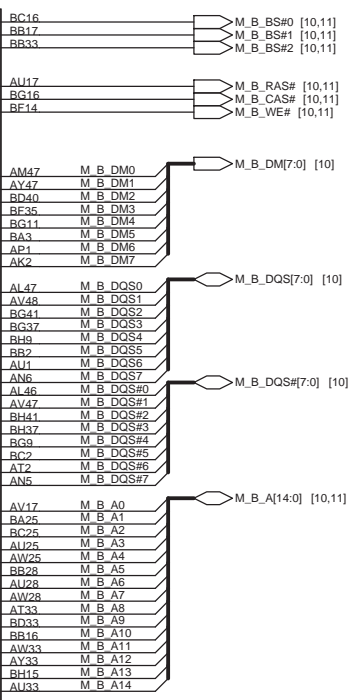 BC16 M_B_BS#0 [10,11]
BB17 M_B_BS#1 [10,11]
BB33 M_B_BS#2 [10,11]
AU17 M_B_RAS# [10,11]
BG16 M_B_CAS# [10,11]
BF14 M_B_WE# [10,11]
M_B_DM[7:0] [10]
AM47 M_B_DM0
AY47 M_B_DM1
BD40 M_B_DM2
BF35 M_B_DM3
BG11 M_B_DM4
BA3 M_B_DM5
AP1 M_B_DM6
AK2 M_B_DM7
M_B_DQS[7:0] [10]
AL47 M_B_DQS0
AV48 M_B_DQS1
BG41 M_B_DQS2
BG37 M_B_DQS3
BH9 M_B_DQS4
BB2 M_B_DQS5
AU1 M_B_DQS6
AN6 M_B_DQS7
M_B_DQS#[7:0] [10]
AL46 M_B_DQS#0
AV47 M_B_DQS#1
BH41 M_B_DQS#2
BH37 M_B_DQS#3
BG9 M_B_DQS#4
BC2 M_B_DQS#5
AT2 M_B_DQS#6
AN5 M_B_DQS#7
M_B_A[14:0] [10,11]
AV17 M_B_A0
BA25 M_B_A1
BC25 M_B_A2
AU25 M_B_A3
AW25 M_B_A4
BB28 M_B_A5
AU28 M_B_A6
AW28 M_B_A7
AT33 M_B_A8
BD33 M_B_A9
BB16 M_B_A10
AW33 M_B_A11
AY33 M_B_A12
BH15 M_B_A13
AU33 M_B_A14